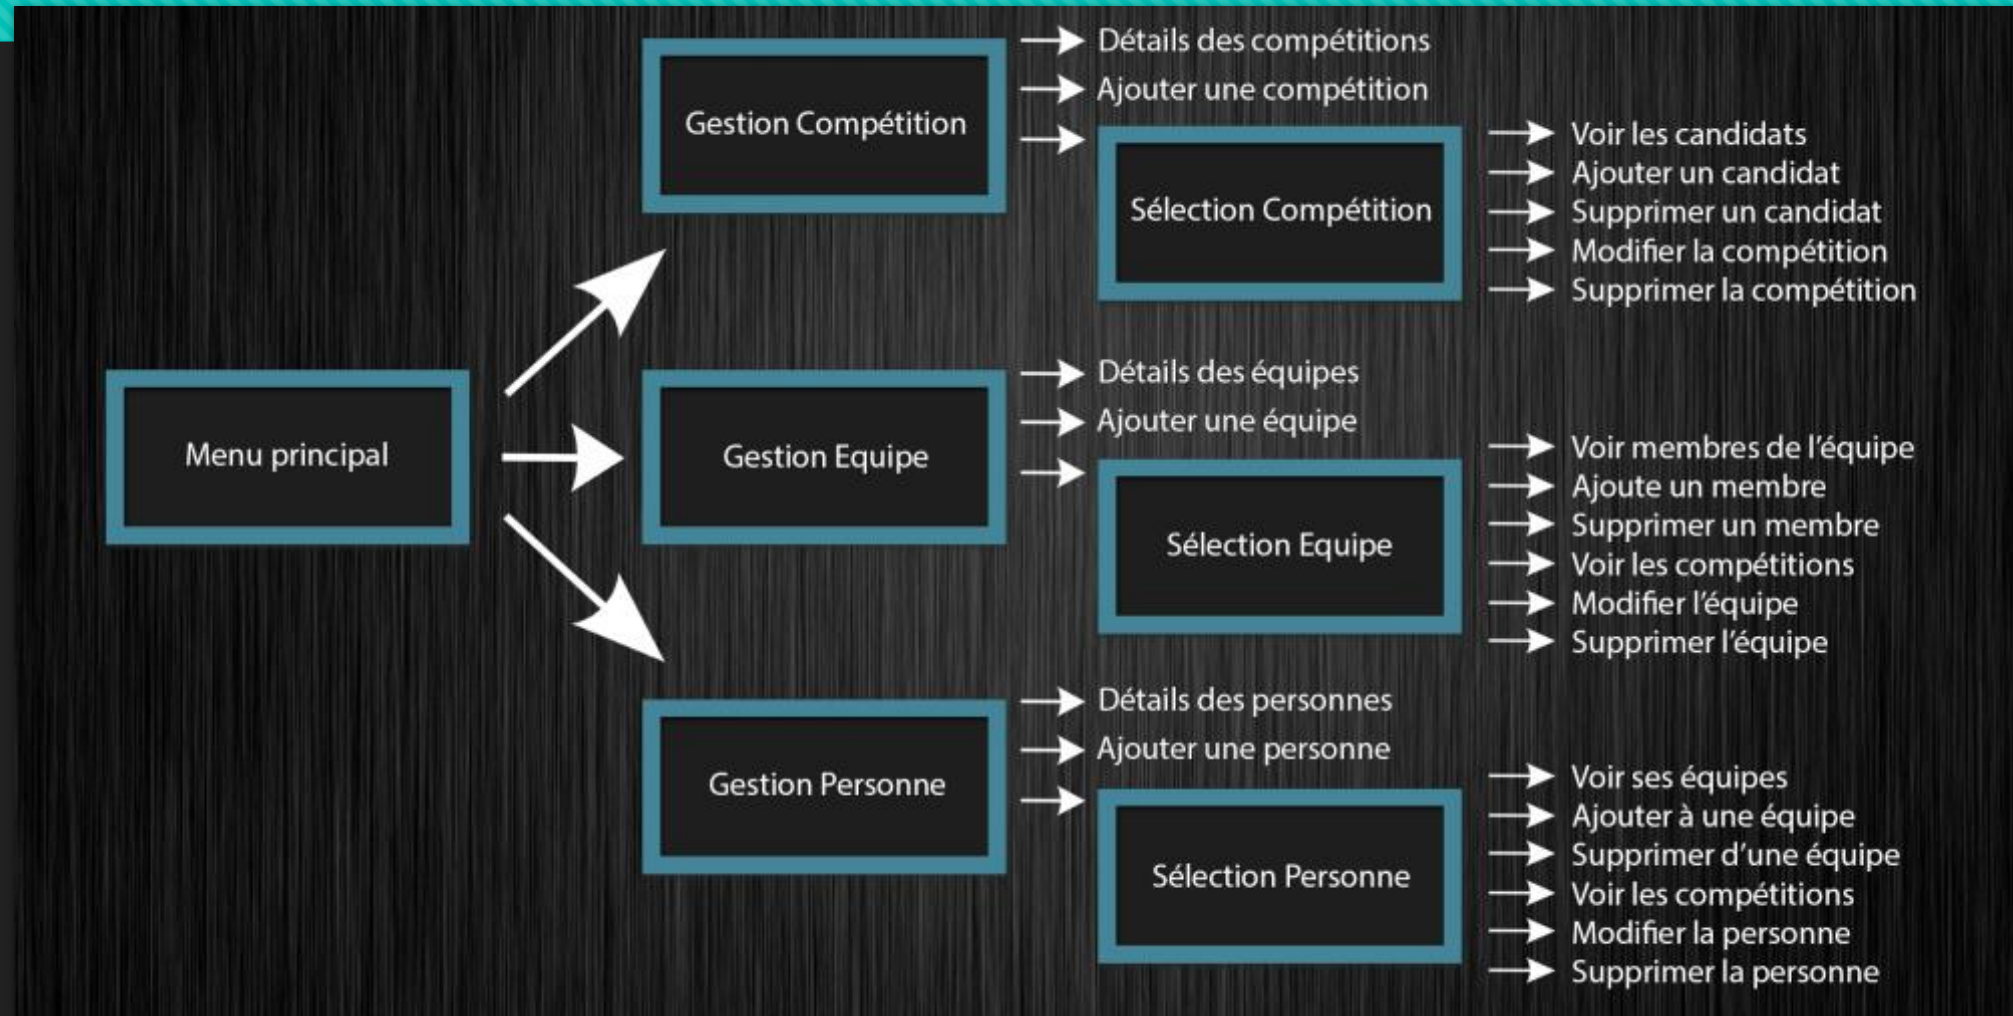 Menu principal
Gestion Compétition
Détails des compétitions
Ajouter une compétition
Sélection Compétition
Voir les candidats
Ajouter un candidat
Supprimer un candidat
Modifier la compétition
Supprimer la compétition
Gestion Equipe
Détails des équipes
Ajouter une équipe
Sélection Equipe
Voir membres de l'équipe
Ajoute un membre
Supprimer un membre
Voir les compétitions
Modifier l'équipe
Supprimer l'équipe
Gestion Personne
Détails des personnes
Ajouter une personne
Sélection Personne
Voir ses équipes
Ajouter à une équipe
Supprimer d'une équipe
Voir les compétitions
Modifier la personne
Supprimer la personne